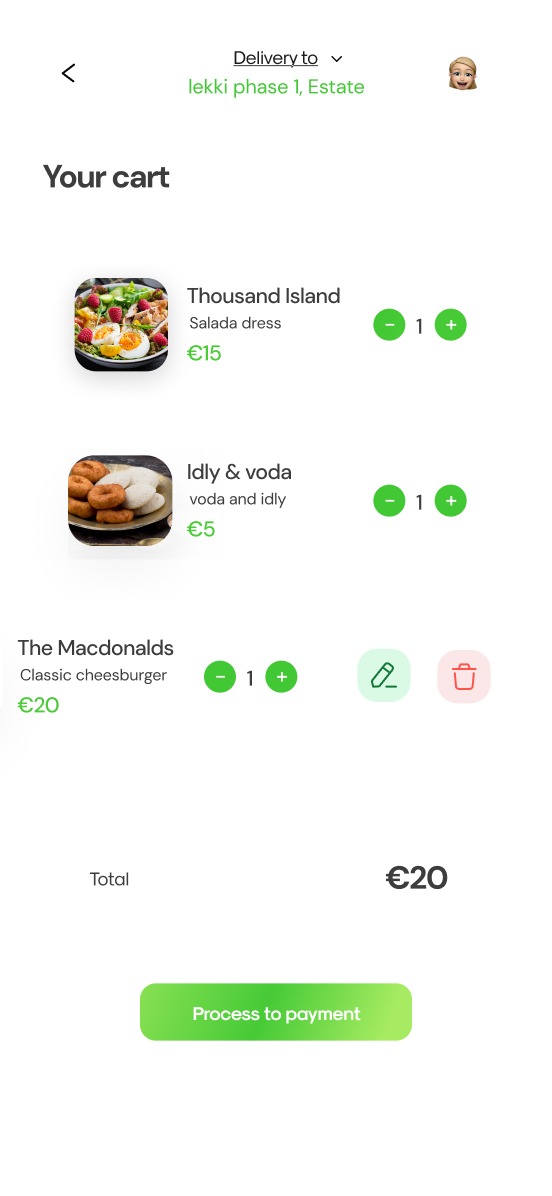 Delivery to
lekki phase 1, Estate
Your cart
Thousand Island
Salada dress
€15
1
Idly & voda
voda and idly
€5
1
The Macdonalds
Classic cheesburger
€20
1
Total
€20
Process to payment